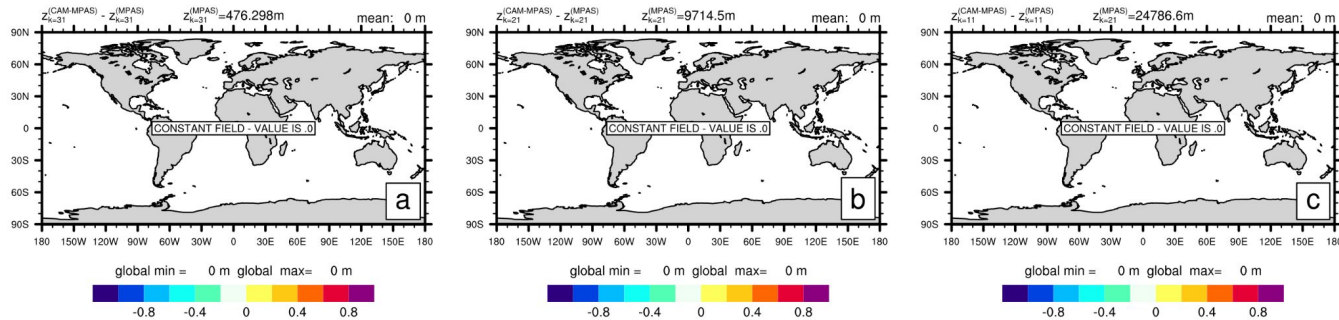 z_{k=31}^{(CAM-MPAS)} - z_{k=31}^{(MPAS)} z_{k=31}^{(MPAS)}=476.298m mean: 0 m
90N
60N
30N
0
30S
60S
90S
CONSTANT FIELD - VALUE IS .0
a
180 150W 120W 90W 60W 30W 0 30E 60E 90E 120E 150E 180
global min = 0 m global max= 0 m
-0.8 -0.4 0 0.4 0.8
z_{k=21}^{(CAM-MPAS)} - z_{k=21}^{(MPAS)} z_{k=21}^{(MPAS)}=9714.5m mean: 0 m
90N
60N
30N
0
30S
60S
90S
CONSTANT FIELD - VALUE IS .0
b
180 150W 120W 90W 60W 30W 0 30E 60E 90E 120E 150E 180
global min = 0 m global max= 0 m
-0.8 -0.4 0 0.4 0.8
z_{k=11}^{(CAM-MPAS)} - z_{k=11}^{(MPAS)} z_{k=21}^{(MPAS)}=24786.6m mean: 0 m
90N
60N
30N
0
30S
60S
90S
CONSTANT FIELD - VALUE IS .0
c
180 150W 120W 90W 60W 30W 0 30E 60E 90E 120E 150E 180
global min = 0 m global max= 0 m
-0.8 -0.4 0 0.4 0.8